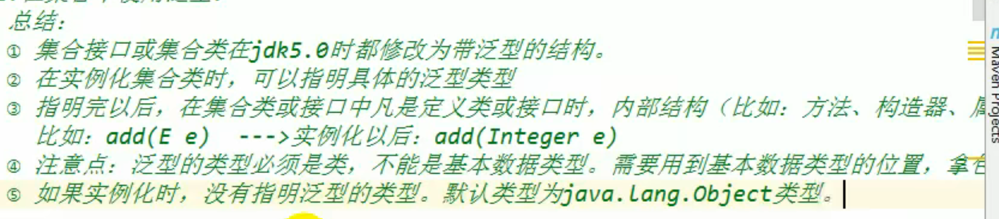 总结：
① 集合接口或集合类在jdk5.0时都修改为带泛型的结构。
② 在实例化集合类时，可以指明具体的泛型类型
③ 指明完以后，在集合类或接口中凡是定义类或接口时，内部结构（比如：方法、构造器、
比如：add(E e)  --->实例化以后：add(Integer e)
④ 注意点：泛型的类型必须是类，不能是基本数据类型。需要用到基本数据类型的位置，拿
⑤ 如果实例化时，没有指明泛型的类型。默认类型为java.lang.Object类型。
Maven Projects